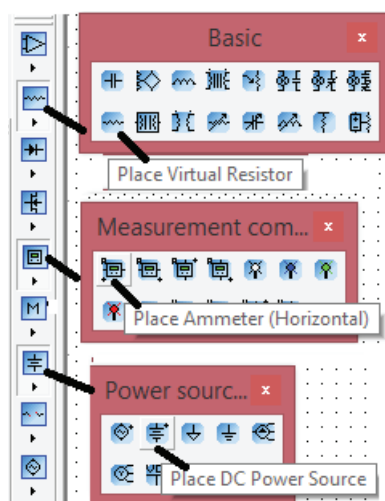 Basic x
Place Virtual Resistor
Measurement com... x
M
Place Ammeter (Horizontal)
Power sourc... x
Place DC Power Source